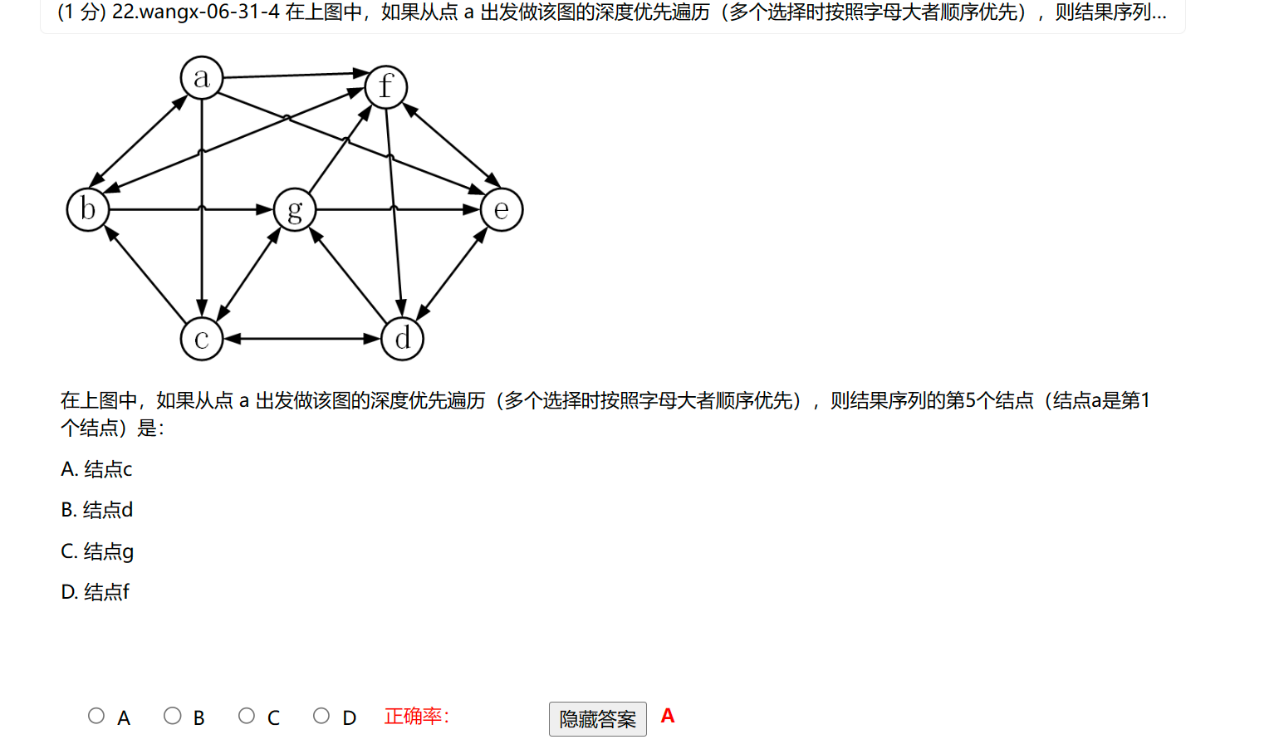 (1 分) 22.wangx-06-31-4 在上图中，如果从点 a 出发做该图的深度优先遍历（多个选择时按照字母大者顺序优先），则结果序列...
a
f
b
g
e
c
d
在上图中，如果从点 a 出发做该图的深度优先遍历（多个选择时按照字母大者顺序优先），则结果序列的第5个结点（结点a是第1
个结点）是：
A. 结点c
B. 结点d
C. 结点g
D. 结点f
A B C D 正确率: 隐藏答案 A